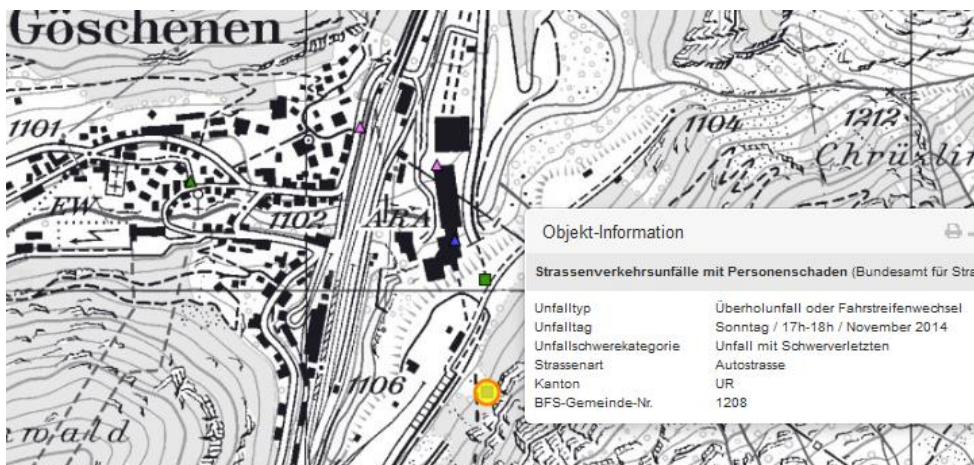 Göschenen
1101
1104
1212
Chrüzli
EW
1102
ARA
1106
wald
Objekt-Information
Strassenverkehrsunfälle mit Personenschaden (Bundesamt für Stra
Unfalltyp Überholunfall oder Fahrstreifenwechsel
Unfalltag Sonntag / 17h-18h / November 2014
Unfallschwerekategorie Unfall mit Schwerverletzten
Strassenart Autostrasse
Kanton UR
BFS-Gemeinde-Nr. 1208